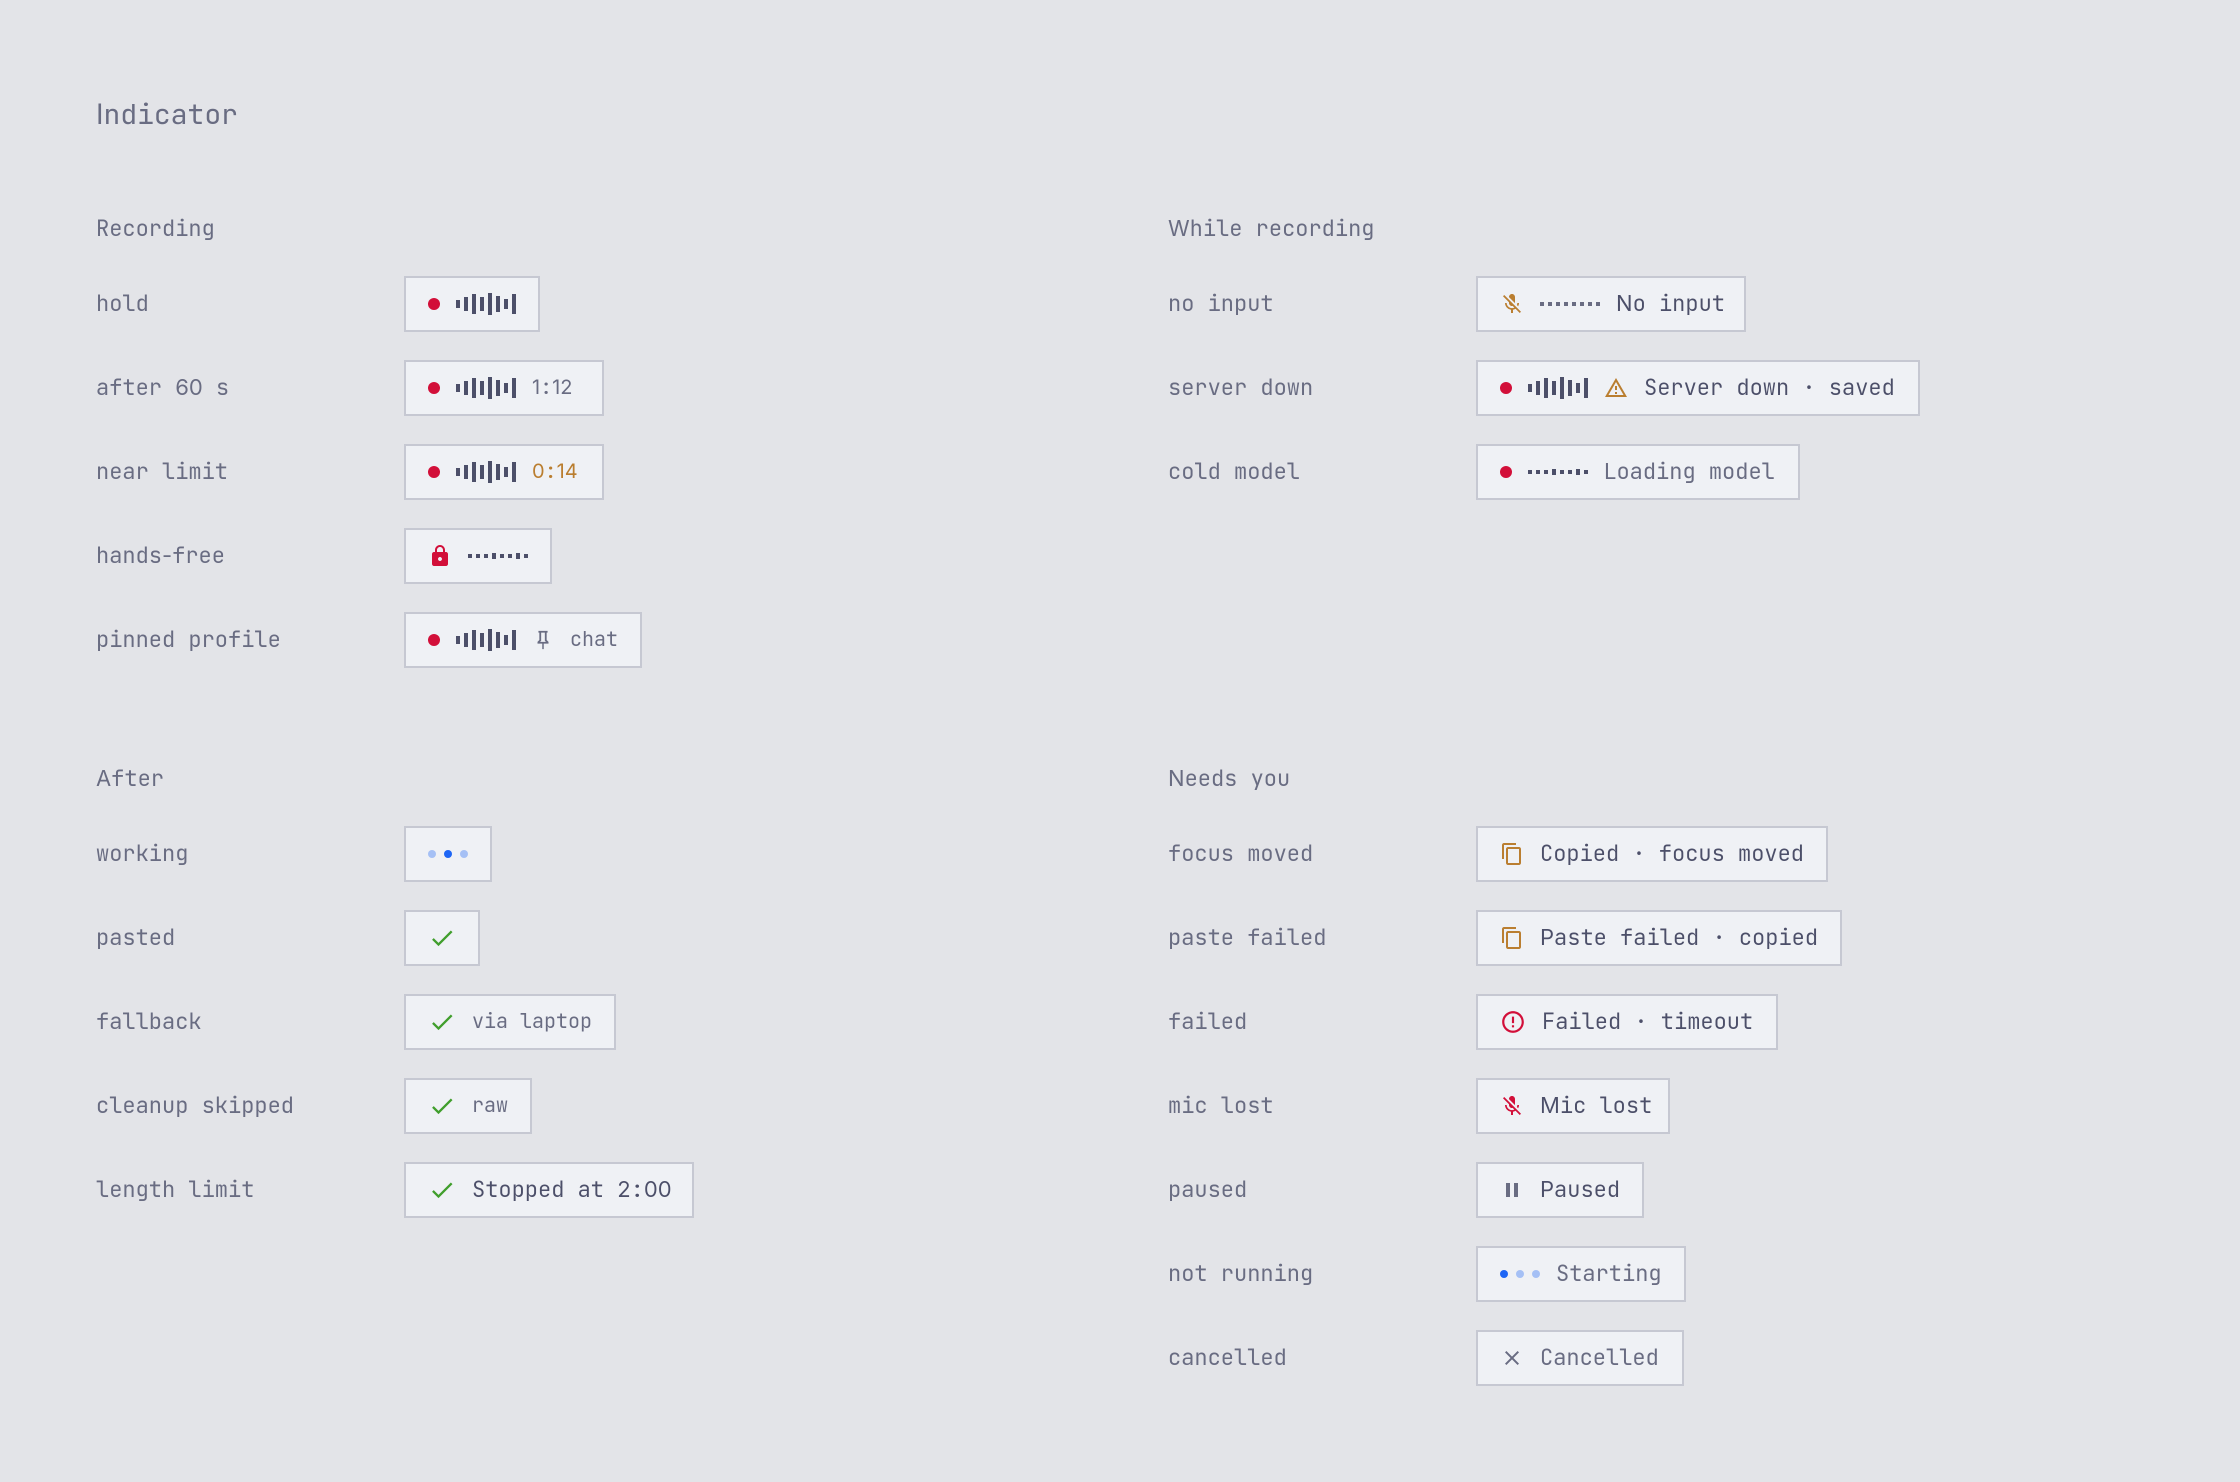 Indicator
Recording
hold
after 60 s 1:12
near limit 0:14
hands-free
pinned profile chat
While recording
no input No input
server down Server down · saved
cold model Loading model
After
working
pasted
fallback via laptop
cleanup skipped raw
length limit Stopped at 2:00
Needs you
focus moved Copied · focus moved
paste failed Paste failed · copied
failed Failed · timeout
mic lost Mic lost
paused Paused
not running Starting
cancelled Cancelled